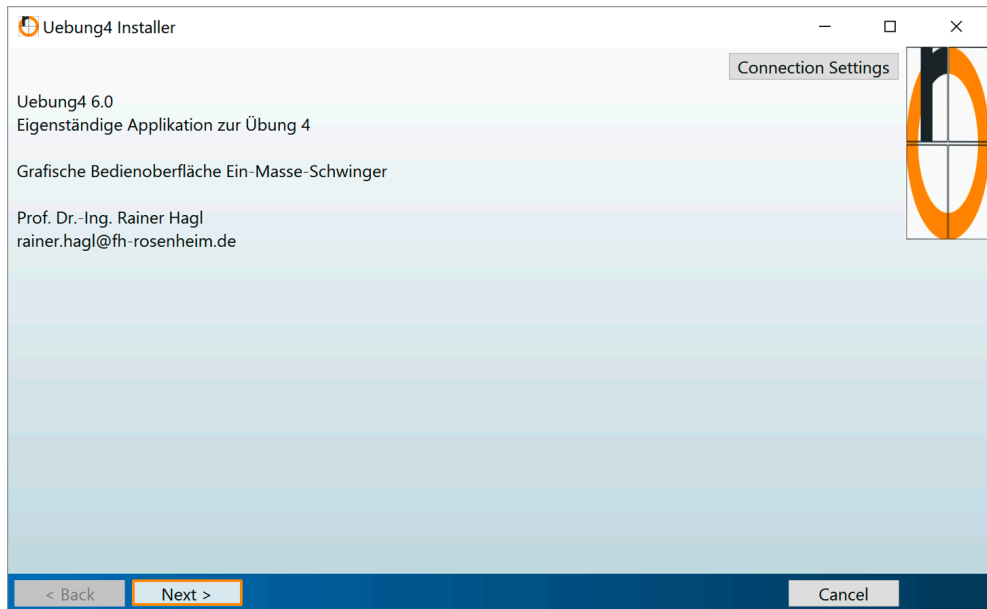 Uebung4 Installer
Connection Settings
Uebung4 6.0
Eigenständige Applikation zur Übung 4
Grafische Bedienoberfläche Ein-Masse-Schwinger
Prof. Dr.-Ing. Rainer Hagl
rainer.hagl@fh-rosenheim.de
< Back
Next >
Cancel